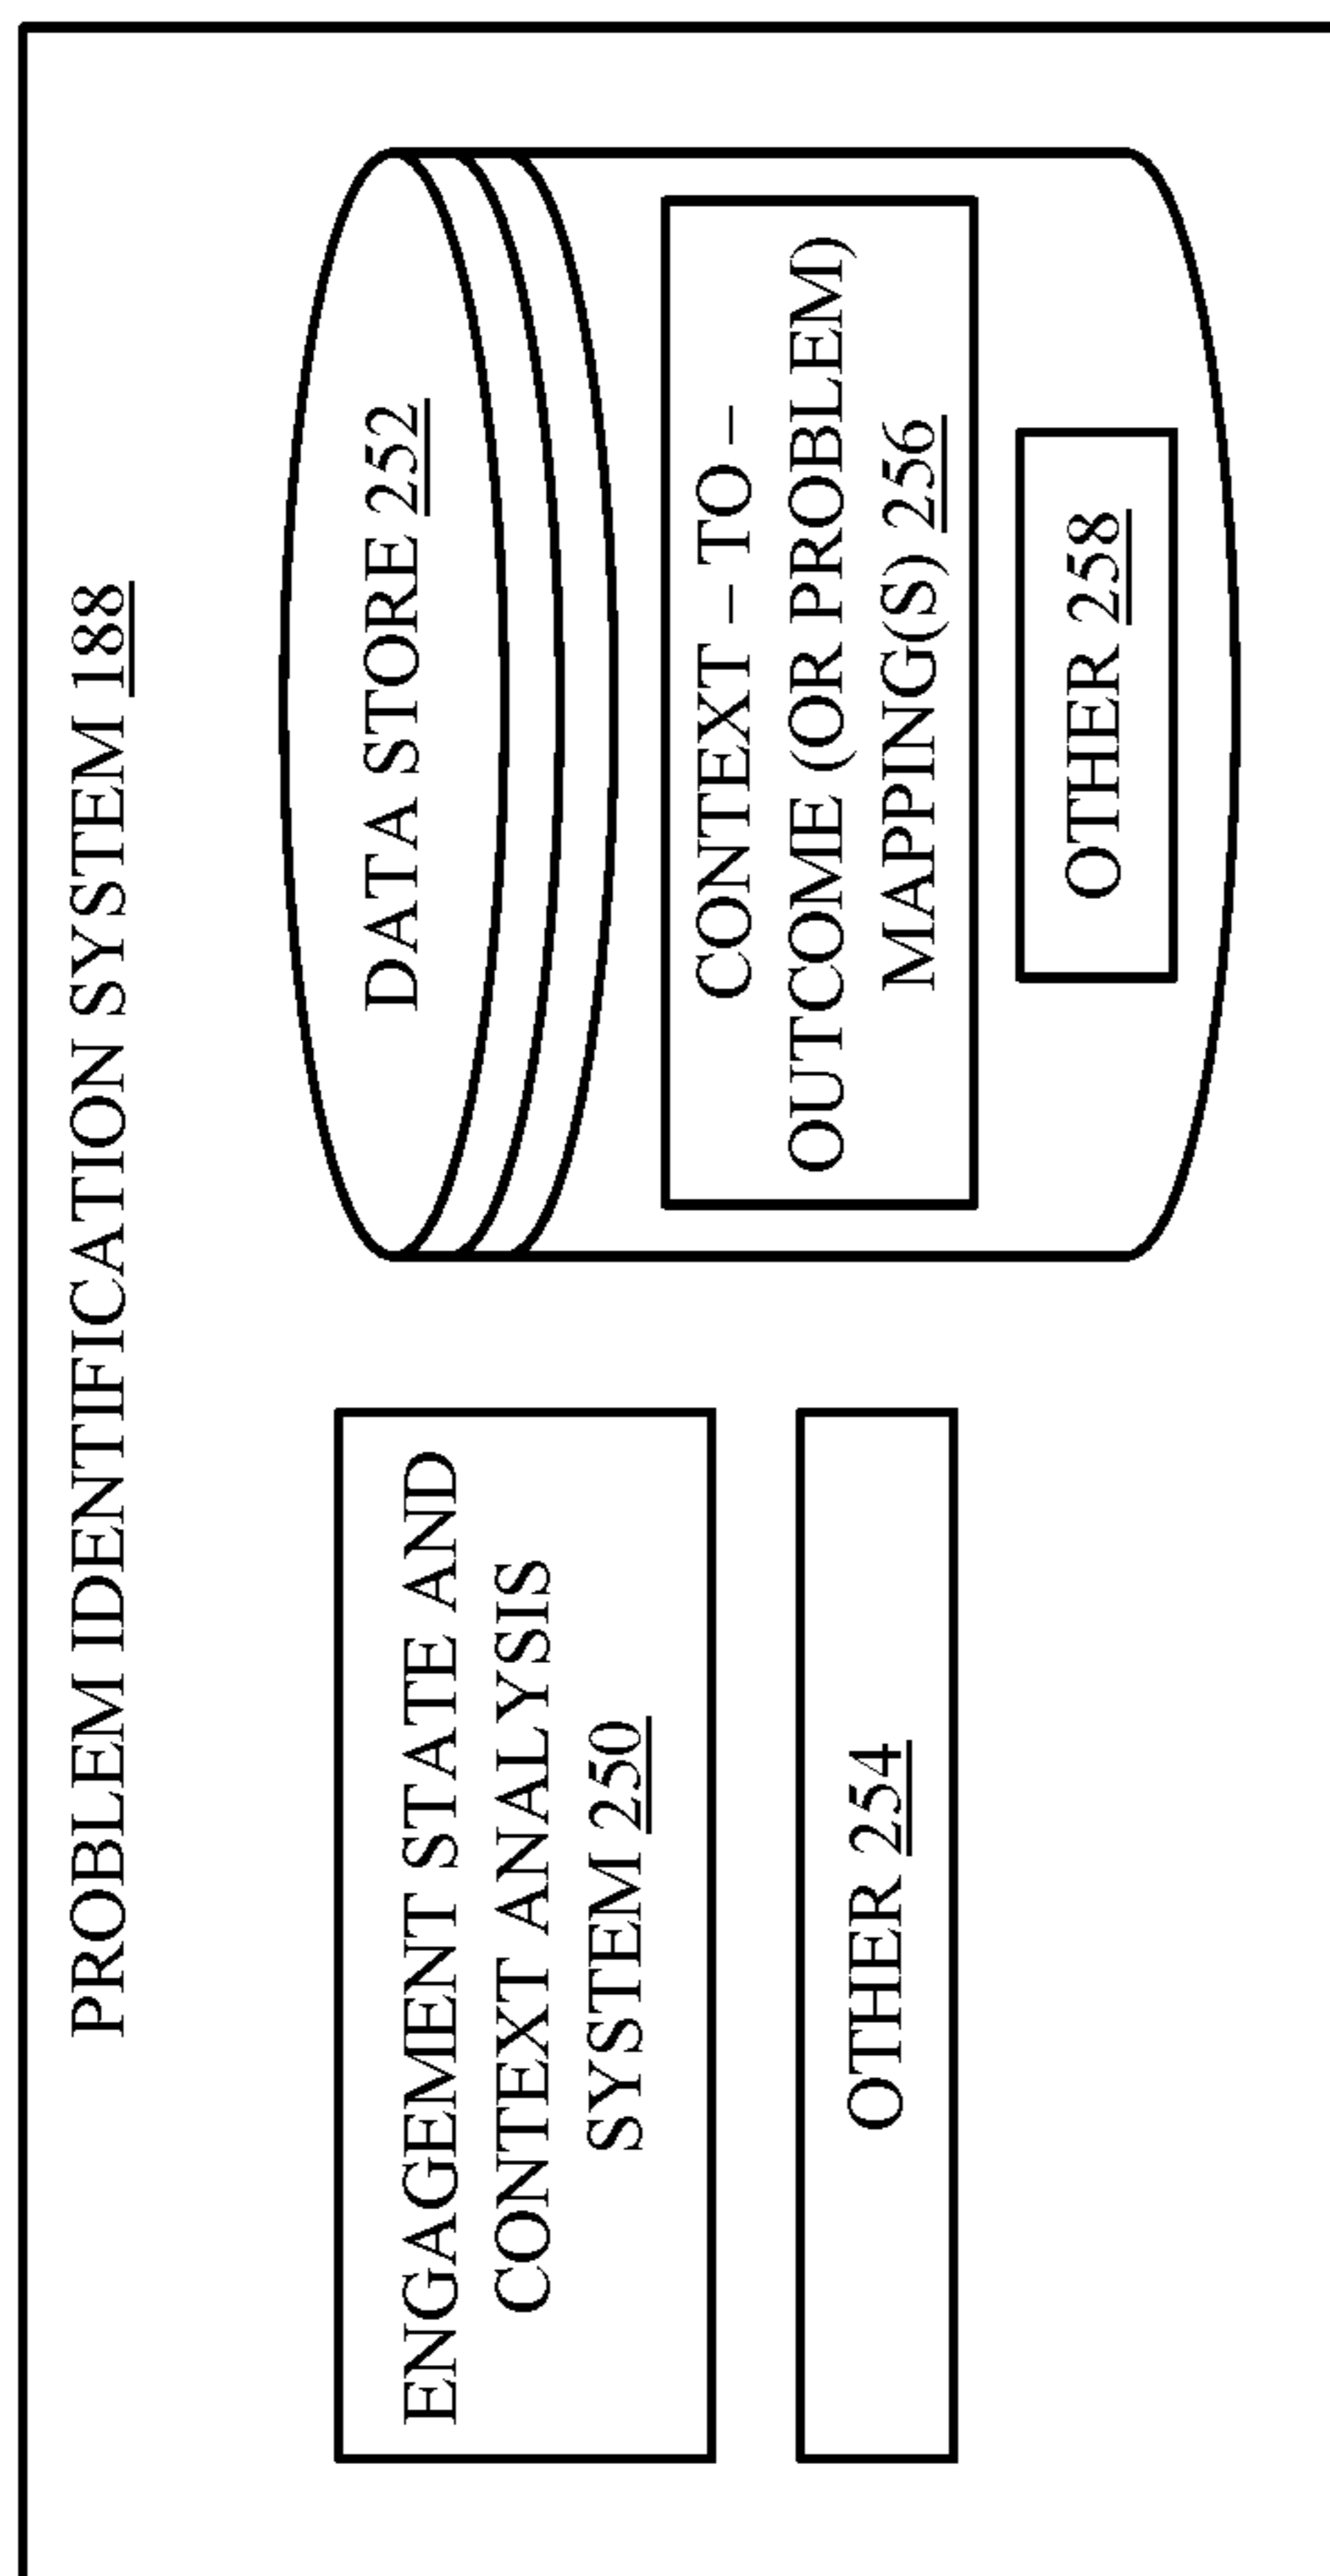 PROBLEM IDENTIFICATION SYSTEM 188
ENGAGEMENT STATE AND
CONTEXT ANALYSIS
SYSTEM 250
OTHER 254
DATA STORE 252
CONTEXT – TO –
OUTCOME (OR PROBLEM)
MAPPING(S) 256
OTHER 258